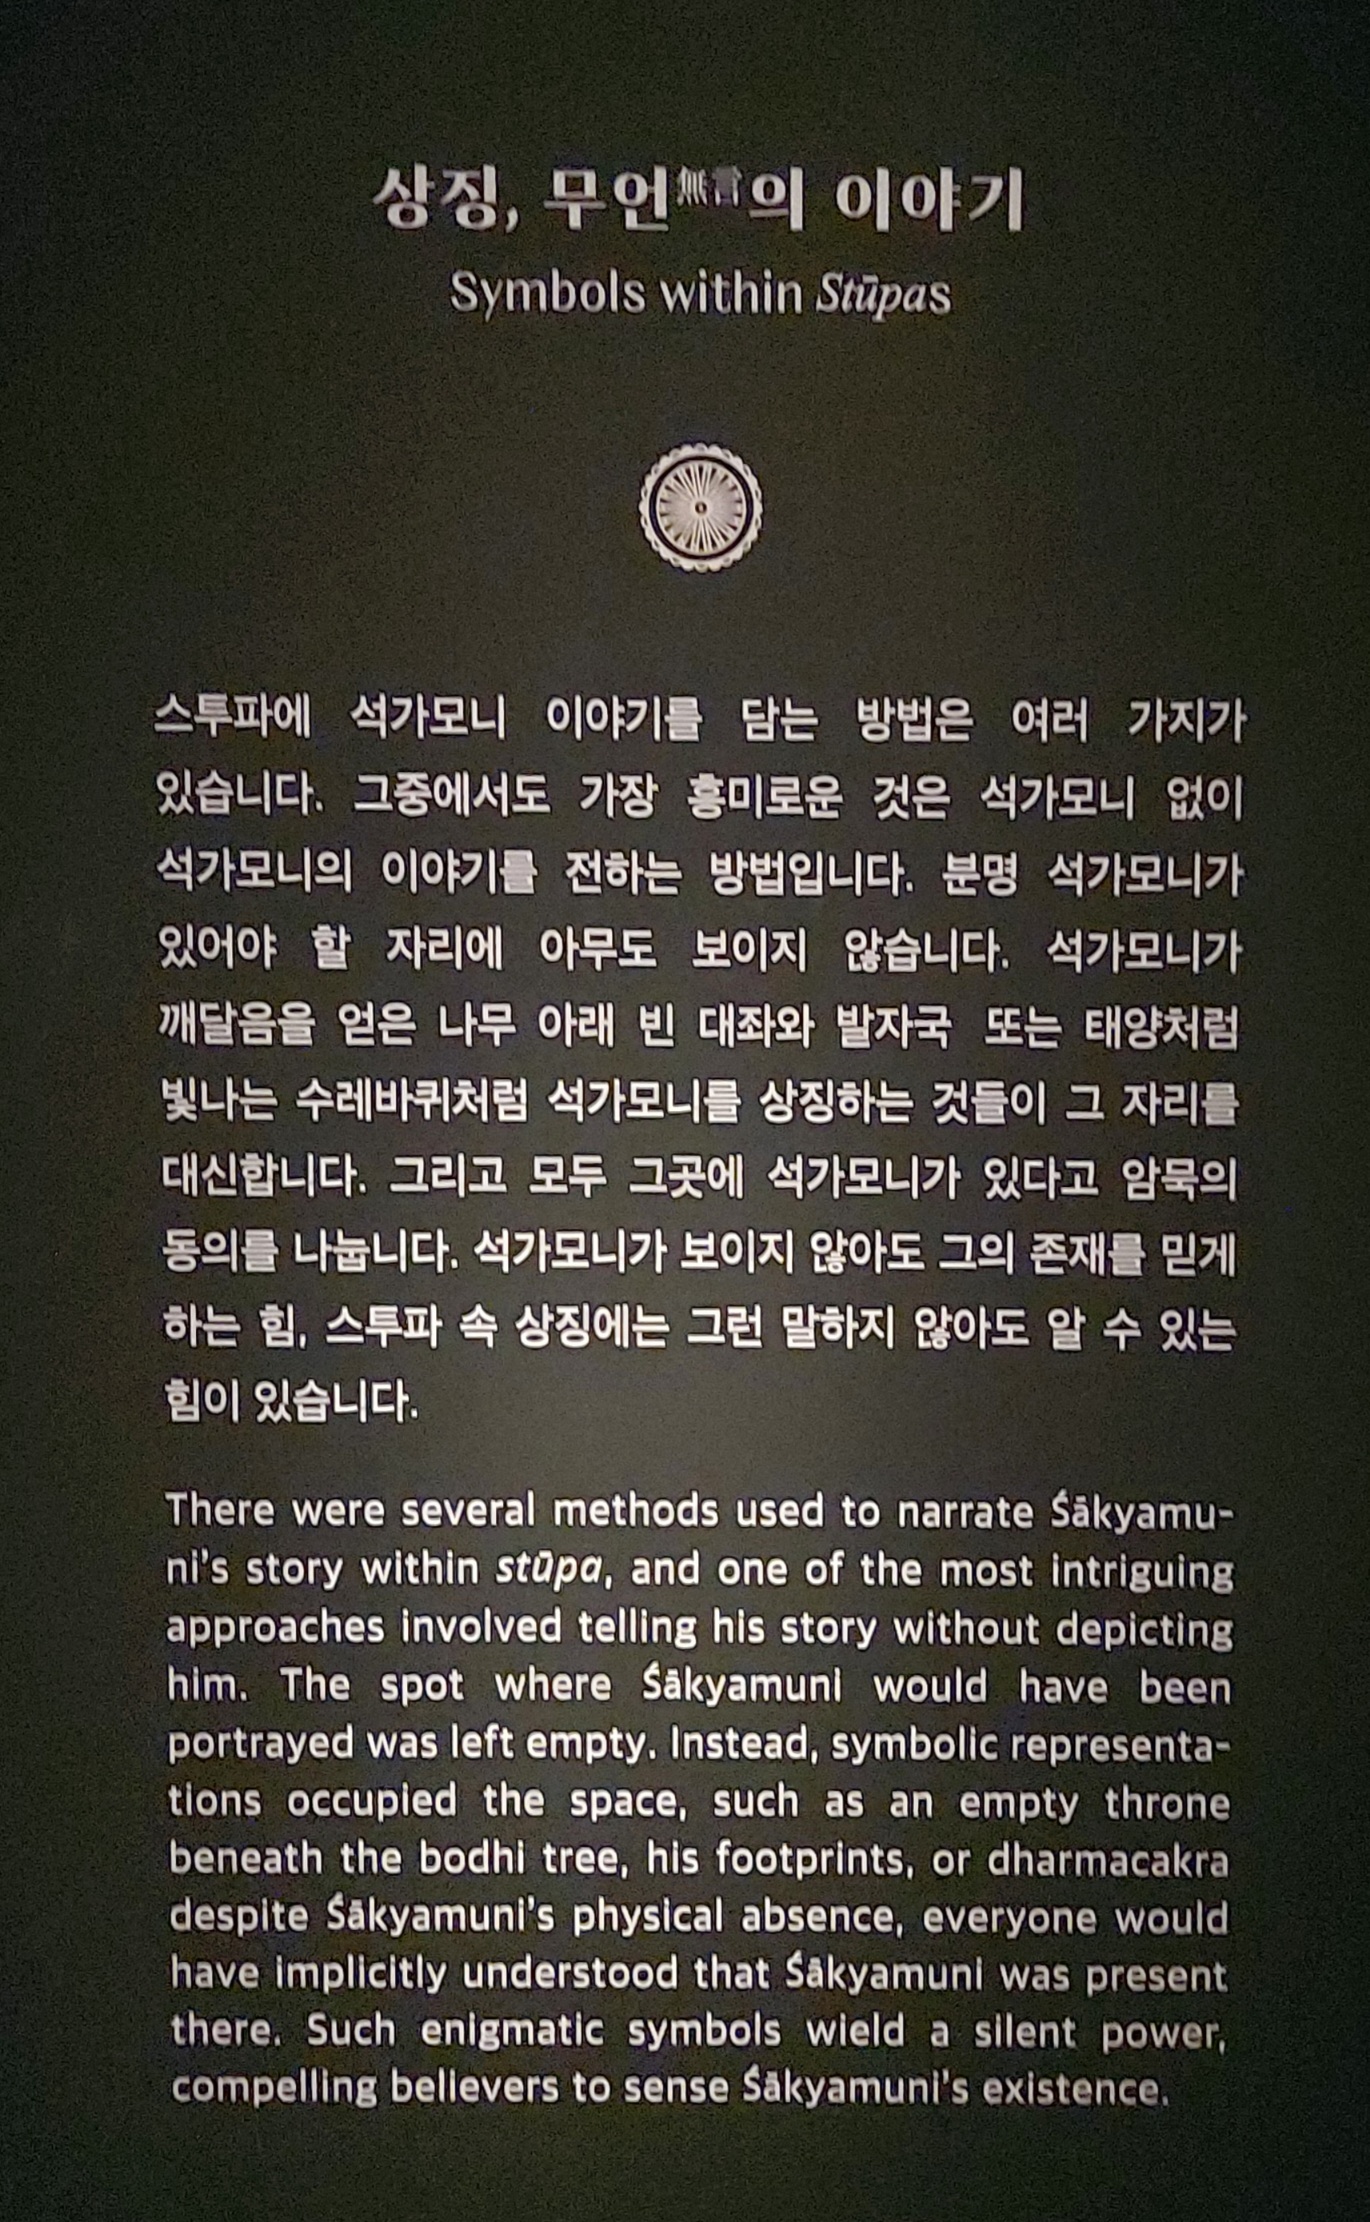 상징, 무언無言의 이야기
Symbols within Stūpas
스투파에 석가모니 이야기를 담는 방법은 여러 가지가
있습니다. 그중에서도 가장 흥미로운 것은 석가모니 없이
석가모니의 이야기를 전하는 방법입니다. 분명 석가모니가
있어야 할 자리에 아무도 보이지 않습니다. 석가모니가
깨달음을 얻은 나무 아래 빈 대좌와 발자국 또는 태양처럼
빛나는 수레바퀴처럼 석가모니를 상징하는 것들이 그 자리를
대신합니다. 그리고 모두 그곳에 석가모니가 있다고 암묵의
동의를 나눕니다. 석가모니가 보이지 않아도 그의 존재를 믿게
하는 힘, 스투파 속 상징에는 그런 말하지 않아도 알 수 있는
힘이 있습니다.
There were several methods used to narrate Śākyamu-
ni's story within stūpa, and one of the most intriguing
approaches involved telling his story without depicting
him. The spot where Śākyamuni would have been
portrayed was left empty. Instead, symbolic representa-
tions occupied the space, such as an empty throne
beneath the bodhi tree, his footprints, or dharmacakra
despite Śākyamuni's physical absence, everyone would
have implicitly understood that Śākyamuni was present
there. Such enigmatic symbols wield a silent power,
compelling believers to sense Śākyamuni's existence.